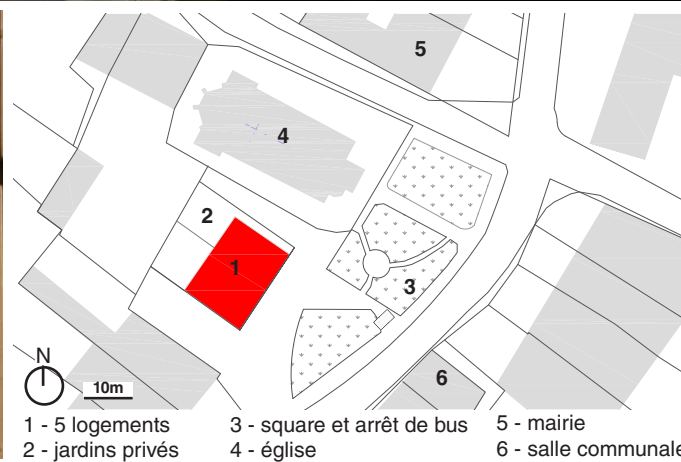 5
4
2
1
3
6
N
10m
1 - 5 logements
2 - jardins privés
3 - square et arrêt de bus
4 - église
5 - mairie
6 - salle communale